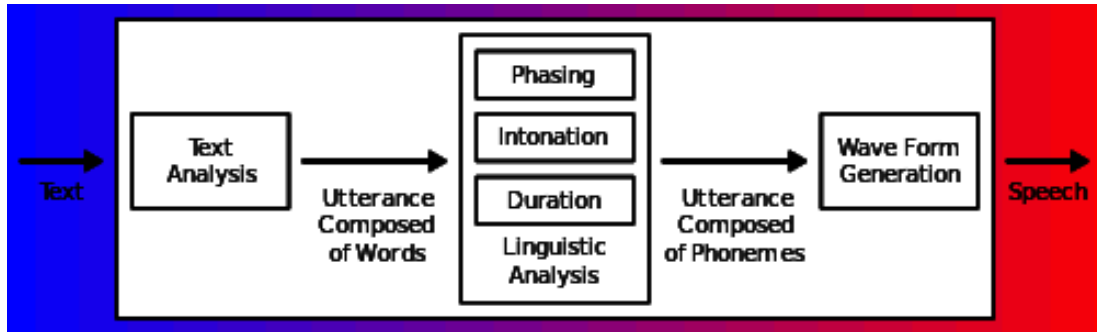 Text
Text
Analysis
Utterance
Composed
of Words
Phasing
Intonation
Duration
Linguistic
Analysis
Utterance
Composed
of Phonemes
Wave Form
Generation
Speech